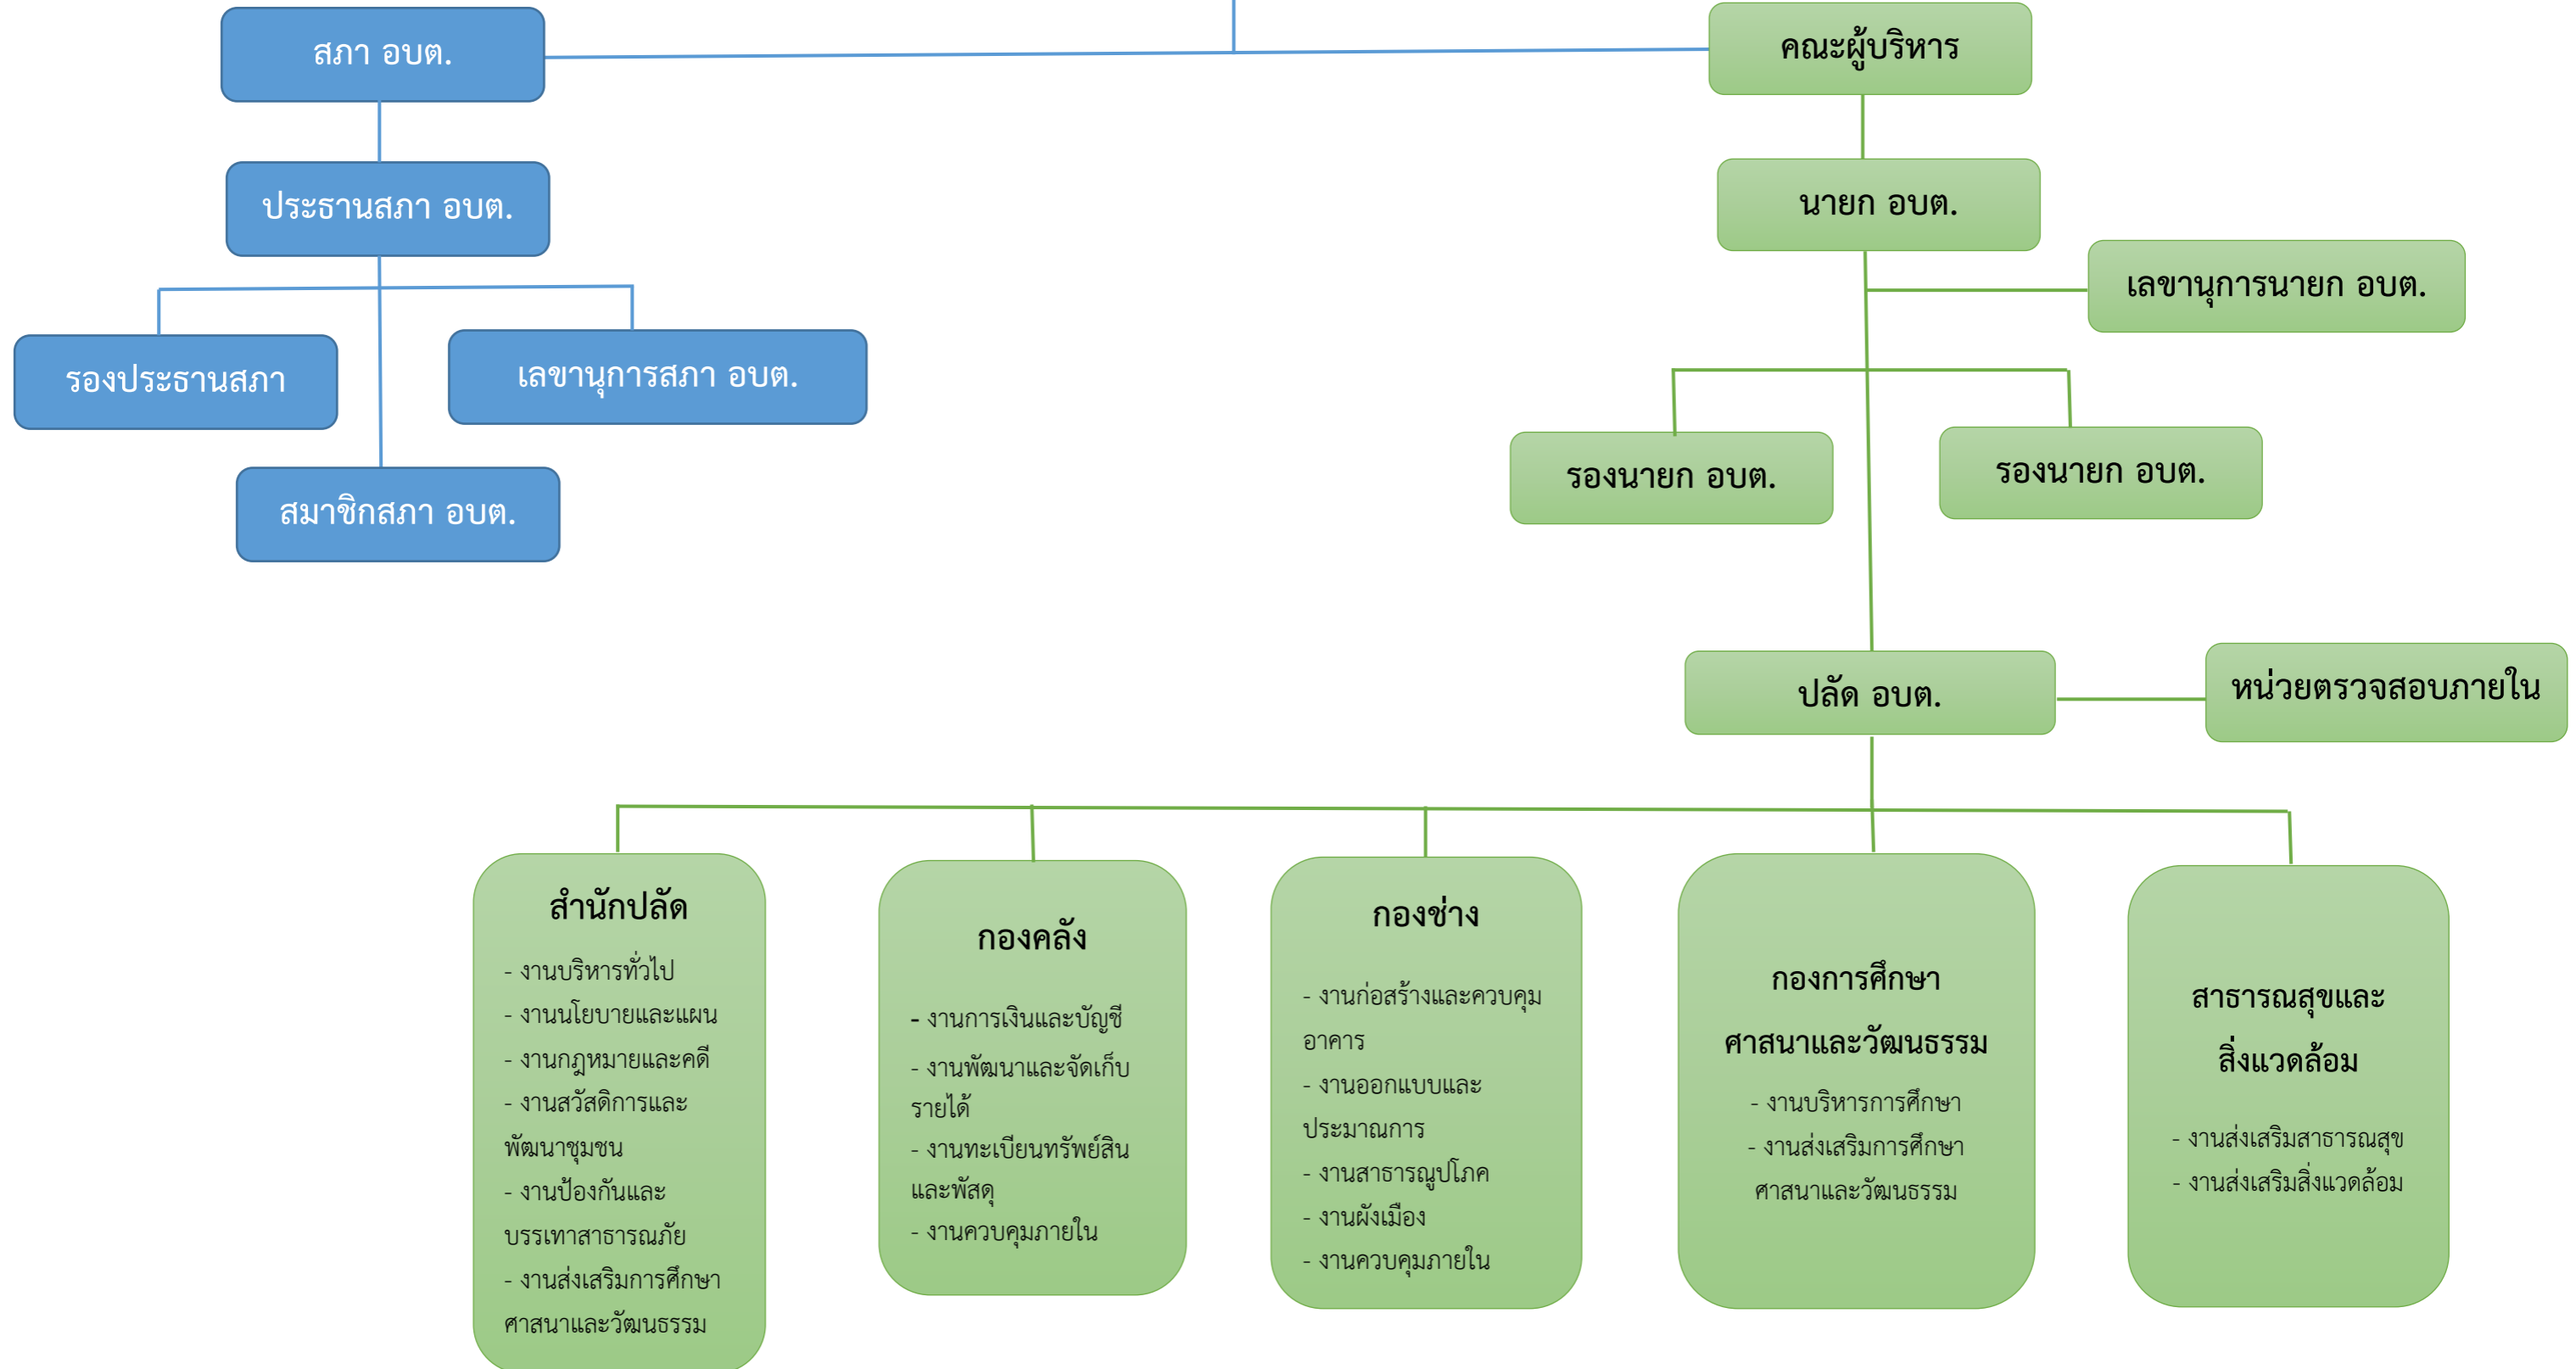 สภา อบต.
คณะผู้บริหาร
ประธานสภา อบต.
นายก อบต.
เลขานุการนายก อบต.
รองประธานสภา
เลขานุการสภา อบต.
สมาชิกสภา อบต.
รองนายก อบต.
รองนายก อบต.
ปลัด อบต.
หน่วยตรวจสอบภายใน
สำนักปลัด
- งานบริหารทั่วไป
- งานนโยบายและแผน
- งานกฎหมายและคดี
- งานสวัสดิการและ
พัฒนาชุมชน
- งานป้องกันและ
บรรเทาสาธารณภัย
- งานส่งเสริมการศึกษา
ศาสนาและวัฒนธรรม
กองคลัง
- งานการเงินและบัญชี
- งานพัฒนาและจัดเก็บ
รายได้
- งานทะเบียนทรัพย์สิน
และพัสดุ
- งานควบคุมภายใน
กองช่าง
- งานก่อสร้างและควบคุม
อาคาร
- งานออกแบบและ
ประมาณการ
- งานสาธารณูปโภค
- งานผังเมือง
- งานควบคุมภายใน
กองการศึกษา
ศาสนาและวัฒนธรรม
- งานบริหารการศึกษา
- งานส่งเสริมการศึกษา
ศาสนาและวัฒนธรรม
สาธารณสุขและ
สิ่งแวดล้อม
- งานส่งเสริมสาธารณสุข
- งานส่งเสริมสิ่งแวดล้อม